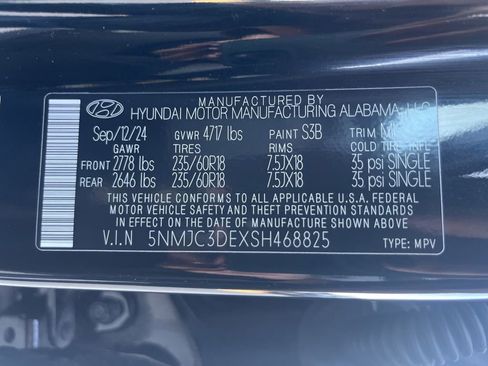 MANUFACTURED BY
HYUNDAI MOTOR MANUFACTURING ALABAMA, LLC
Sep/12/24 GVWR 4717 lbs PAINT S3B TRIM
GAWR TIRES RIMS COLD TIRE INFL
FRONT 2778 lbs 235/60R18 7.5JX18 35 psi SINGLE
REAR 2646 lbs 235/60R18 7.5JX18 35 psi SINGLE
THIS VEHICLE CONFORMS TO ALL APPLICABLE U.S.A. FEDERAL
MOTOR VEHICLE SAFETY AND THEFT PREVENTION STANDARDS
IN EFFECT ON THE DATE OF MANUFACTURE SHOWN ABOVE.
V.I.N 5NMJC3DEXSH468825 TYPE: MPV